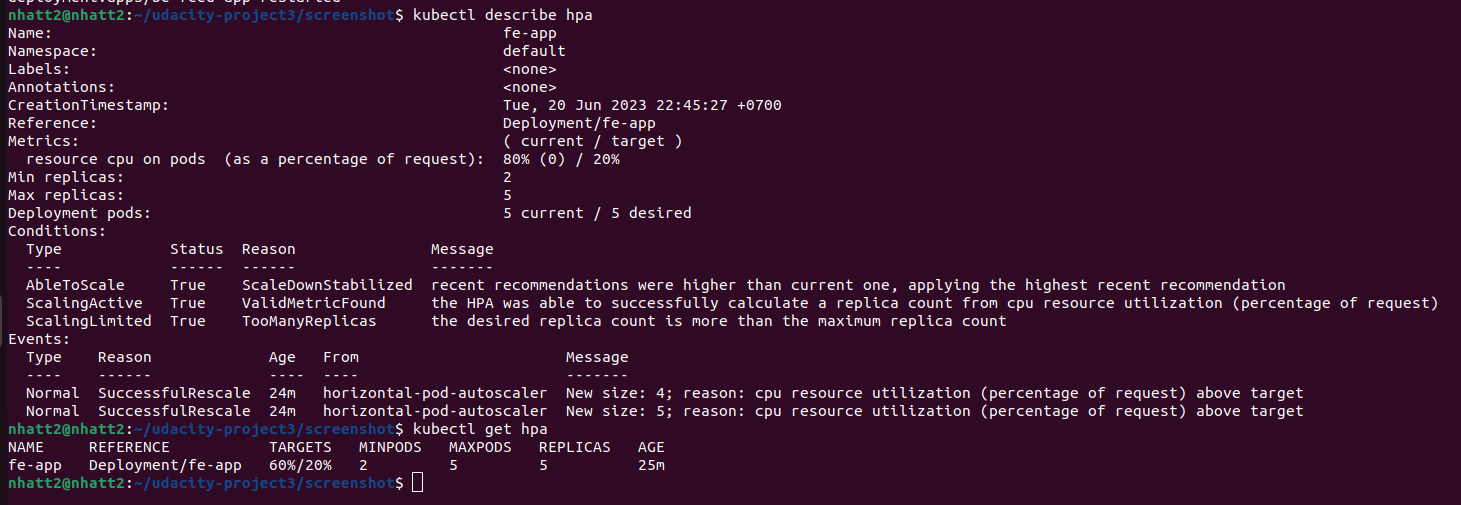 deployment.apps/be-feed-app restarted
nhatt2@nhatt2:~/udacity-project3/screenshot$ kubectl describe hpa
Name:                                                  fe-app
Namespace:                                             default
Labels:                                                <none>
Annotations:                                           <none>
CreationTimestamp:                                     Tue, 20 Jun 2023 22:45:27 +0700
Reference:                                             Deployment/fe-app
Metrics:                                               ( current / target )
  resource cpu on pods  (as a percentage of request):  80% (0) / 20%
Min replicas:                                          2
Max replicas:                                          5
Deployment pods:                                       5 current / 5 desired
Conditions:
  Type            Status  Reason               Message
  ----            ------  ------               -------
  AbleToScale     True    ScaleDownStabilized  recent recommendations were higher than current one, applying the highest recent recommendation
  ScalingActive   True    ValidMetricFound     the HPA was able to successfully calculate a replica count from cpu resource utilization (percentage of request)
  ScalingLimited  True    TooManyReplicas      the desired replica count is more than the maximum replica count
Events:
  Type    Reason             Age   From                       Message
  ----    ------             ----  ----                       -------
  Normal  SuccessfulRescale  24m   horizontal-pod-autoscaler  New size: 4; reason: cpu resource utilization (percentage of request) above target
  Normal  SuccessfulRescale  24m   horizontal-pod-autoscaler  New size: 5; reason: cpu resource utilization (percentage of request) above target
nhatt2@nhatt2:~/udacity-project3/screenshot$ kubectl get hpa
NAME     REFERENCE           TARGETS   MINPODS   MAXPODS   REPLICAS   AGE
fe-app   Deployment/fe-app   60%/20%   2         5         5          25m
nhatt2@nhatt2:~/udacity-project3/screenshot$